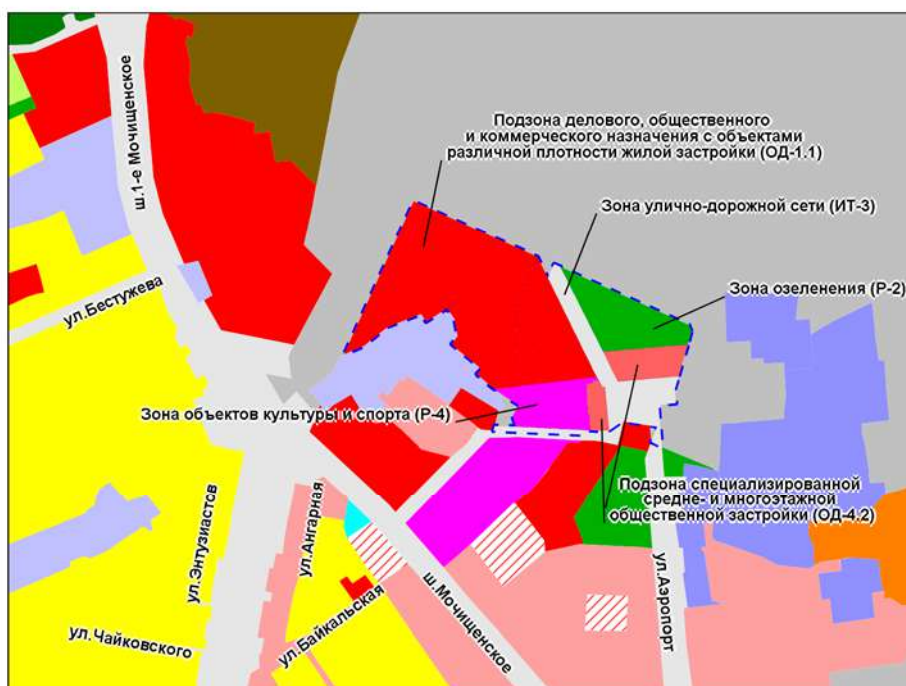 Подзона делового, общественного
и коммерческого назначения с объектами
различной плотности жилой застройки (ОД-1.1)
ш.1-е Мочищенское
Зона улично-дорожной сети (ИТ-3)
ул.Бестужева
Зона озеленения (Р-2)
Зона объектов культуры и спорта (Р-4)
Подзона специализированной
средне- и многоэтажной
общественной застройки (ОД-4.2)
ул.Энтузиастов
ул.Ангарная
ул.Байкальская
ш.Мочищенское
ул.Аэропорт
ул.Чайковского